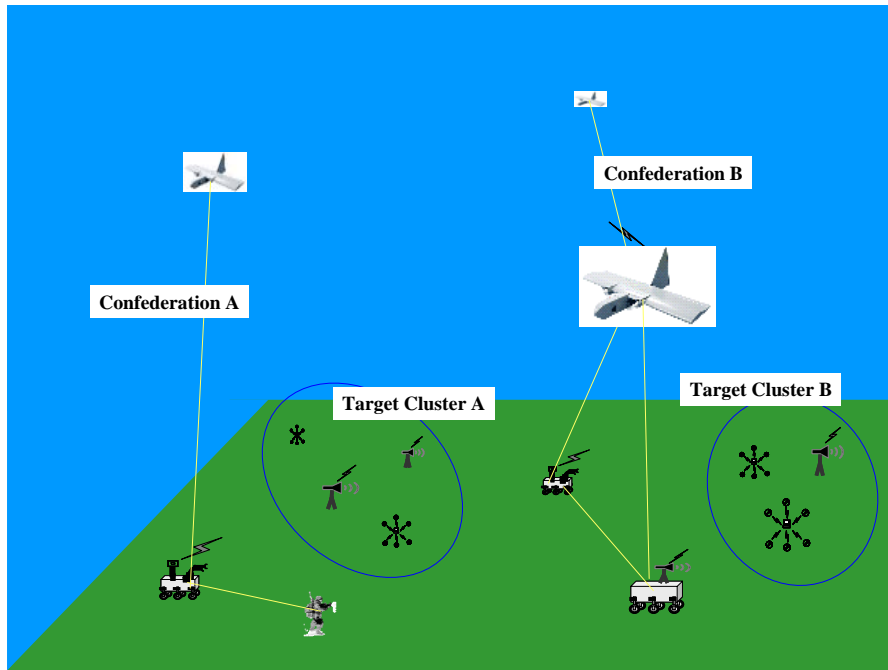 Confederation B
Confederation A
Target Cluster A
Target Cluster B